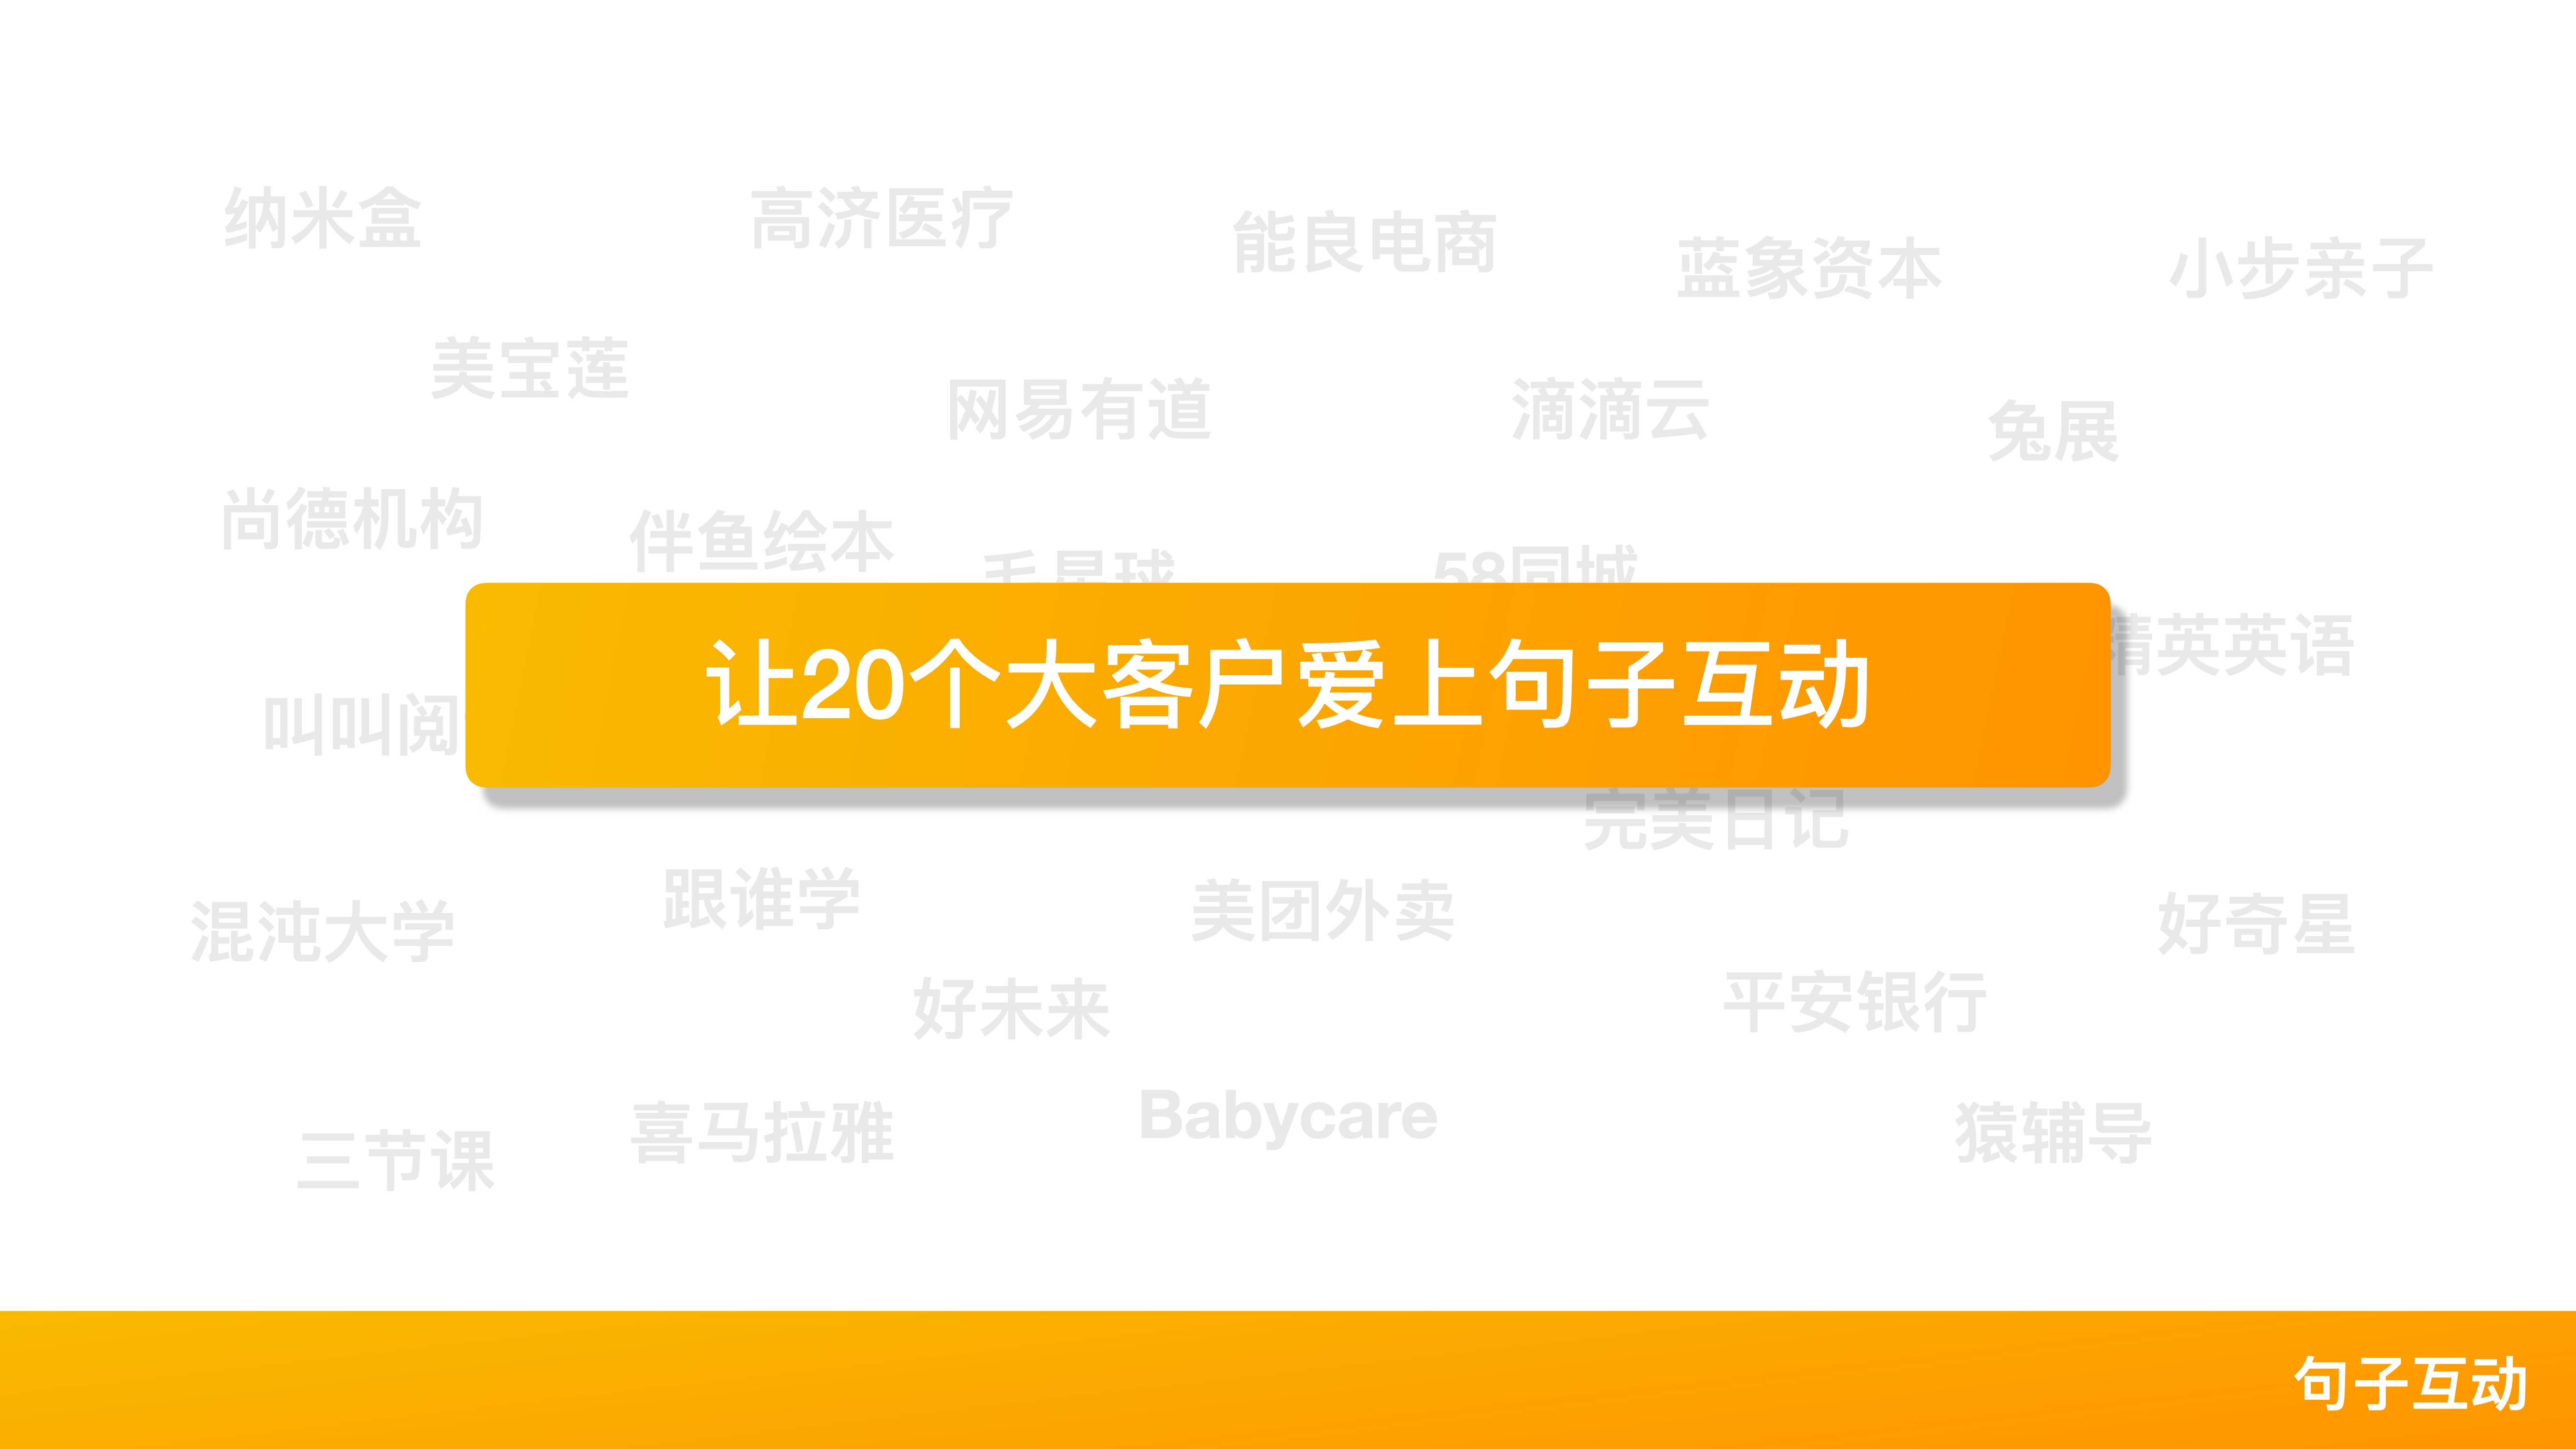 纳米盒
高济医疗
能良电商
蓝象资本
小步亲子
美宝莲
网易有道
滴滴云
兔展
尚德机构
伴鱼绘本
毛星球
58同城
精英英语
让20个大客户爱上句子互动
叫叫阅
完美日记
跟谁学
美团外卖
混沌大学
好奇星
好未来
平安银行
Babycare
喜马拉雅
猿辅导
三节课
句子互动